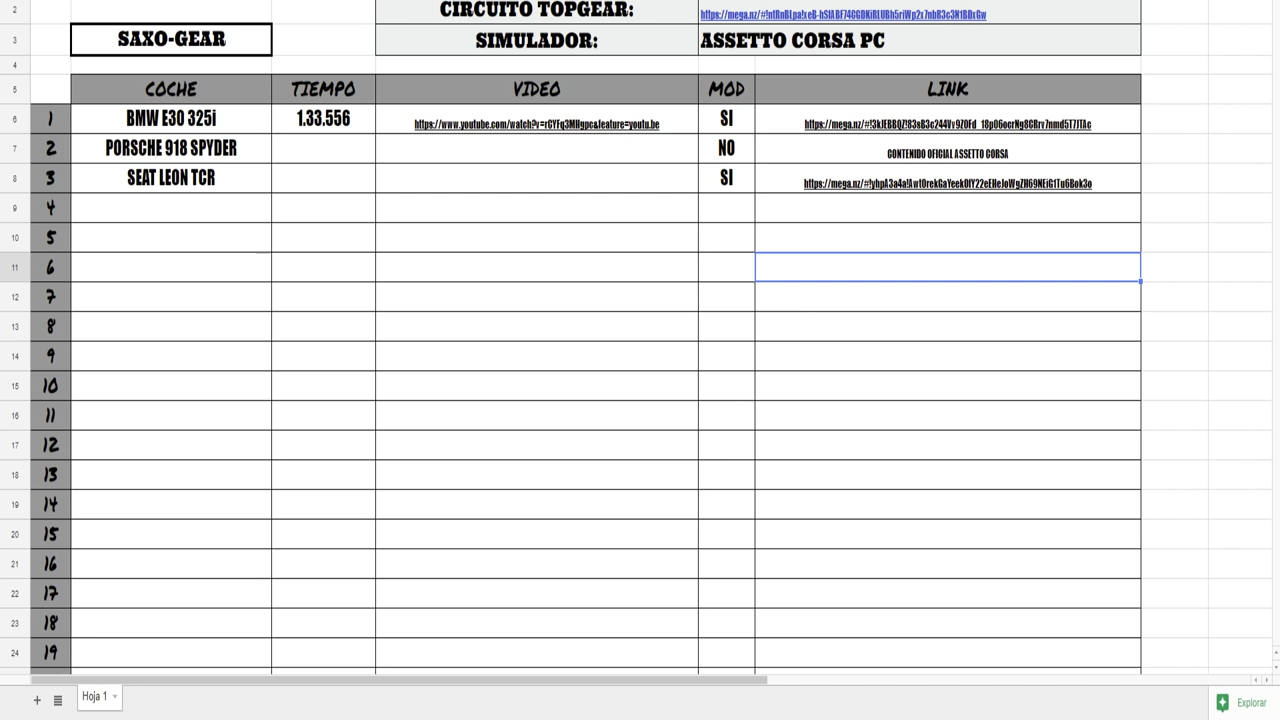 2 CIRCUITO TOPGEAR:
3 SAXO-GEAR SIMULADOR: ASSETTO CORSA PC
4
5 COCHE TIEMPO VIDEO MOD LINK
6 1 BMW E30 325i 1.33.556 SI
7 2 PORSCHE 918 SPYDER NO CONTENIDO OFICIAL ASSETTO CORSA
8 3 SEAT LEON TCR SI
9 4
10 5
11 6
12 7
13 8
14 9
15 10
16 11
17 12
18 13
19 14
20 15
21 16
22 17
23 18
24 19
+ Hoja 1 Explorar